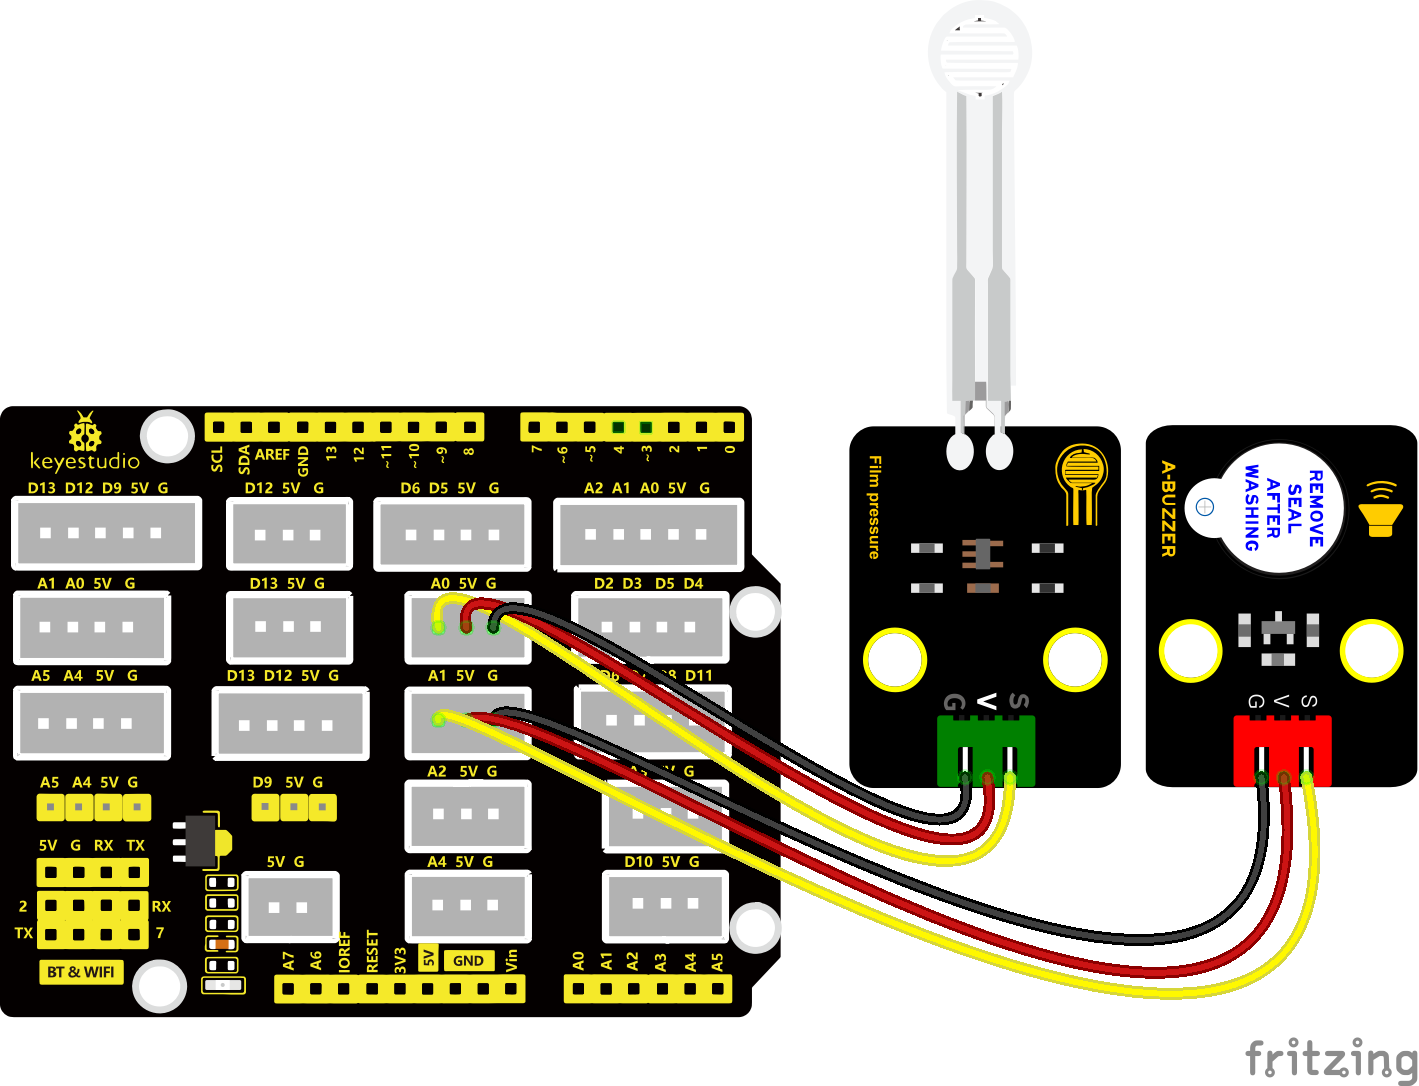 keyestudio
SCL SDA AREF GND 13 12 ~11 ~10 ~9 8
7 ~6 ~5 4 ~3 2 1 0
D13 D12 D9 5V G
D12 5V G
D6 D5 5V G
A2 A1 A0 5V G
A1 A0 5V G
D13 5V G
A0 5V G
D2 D3 D5 D4
A5 A4 5V G
D13 D12 5V G
A1 5V G
D11
A5 A4 5V G
D9 5V G
A2 5V G
5V G RX TX
5V G
A4 5V G
D10 5V G
2 RX
TX 7
BT & WIFI
A7 A6 IOREF RESET 3V3 5V GND Vin
A0 A1 A2 A3 A4 A5
Film pressure
G V S
A-BUZZER
REMOVE
SEAL
AFTER
WASHING
G V S
fritzing